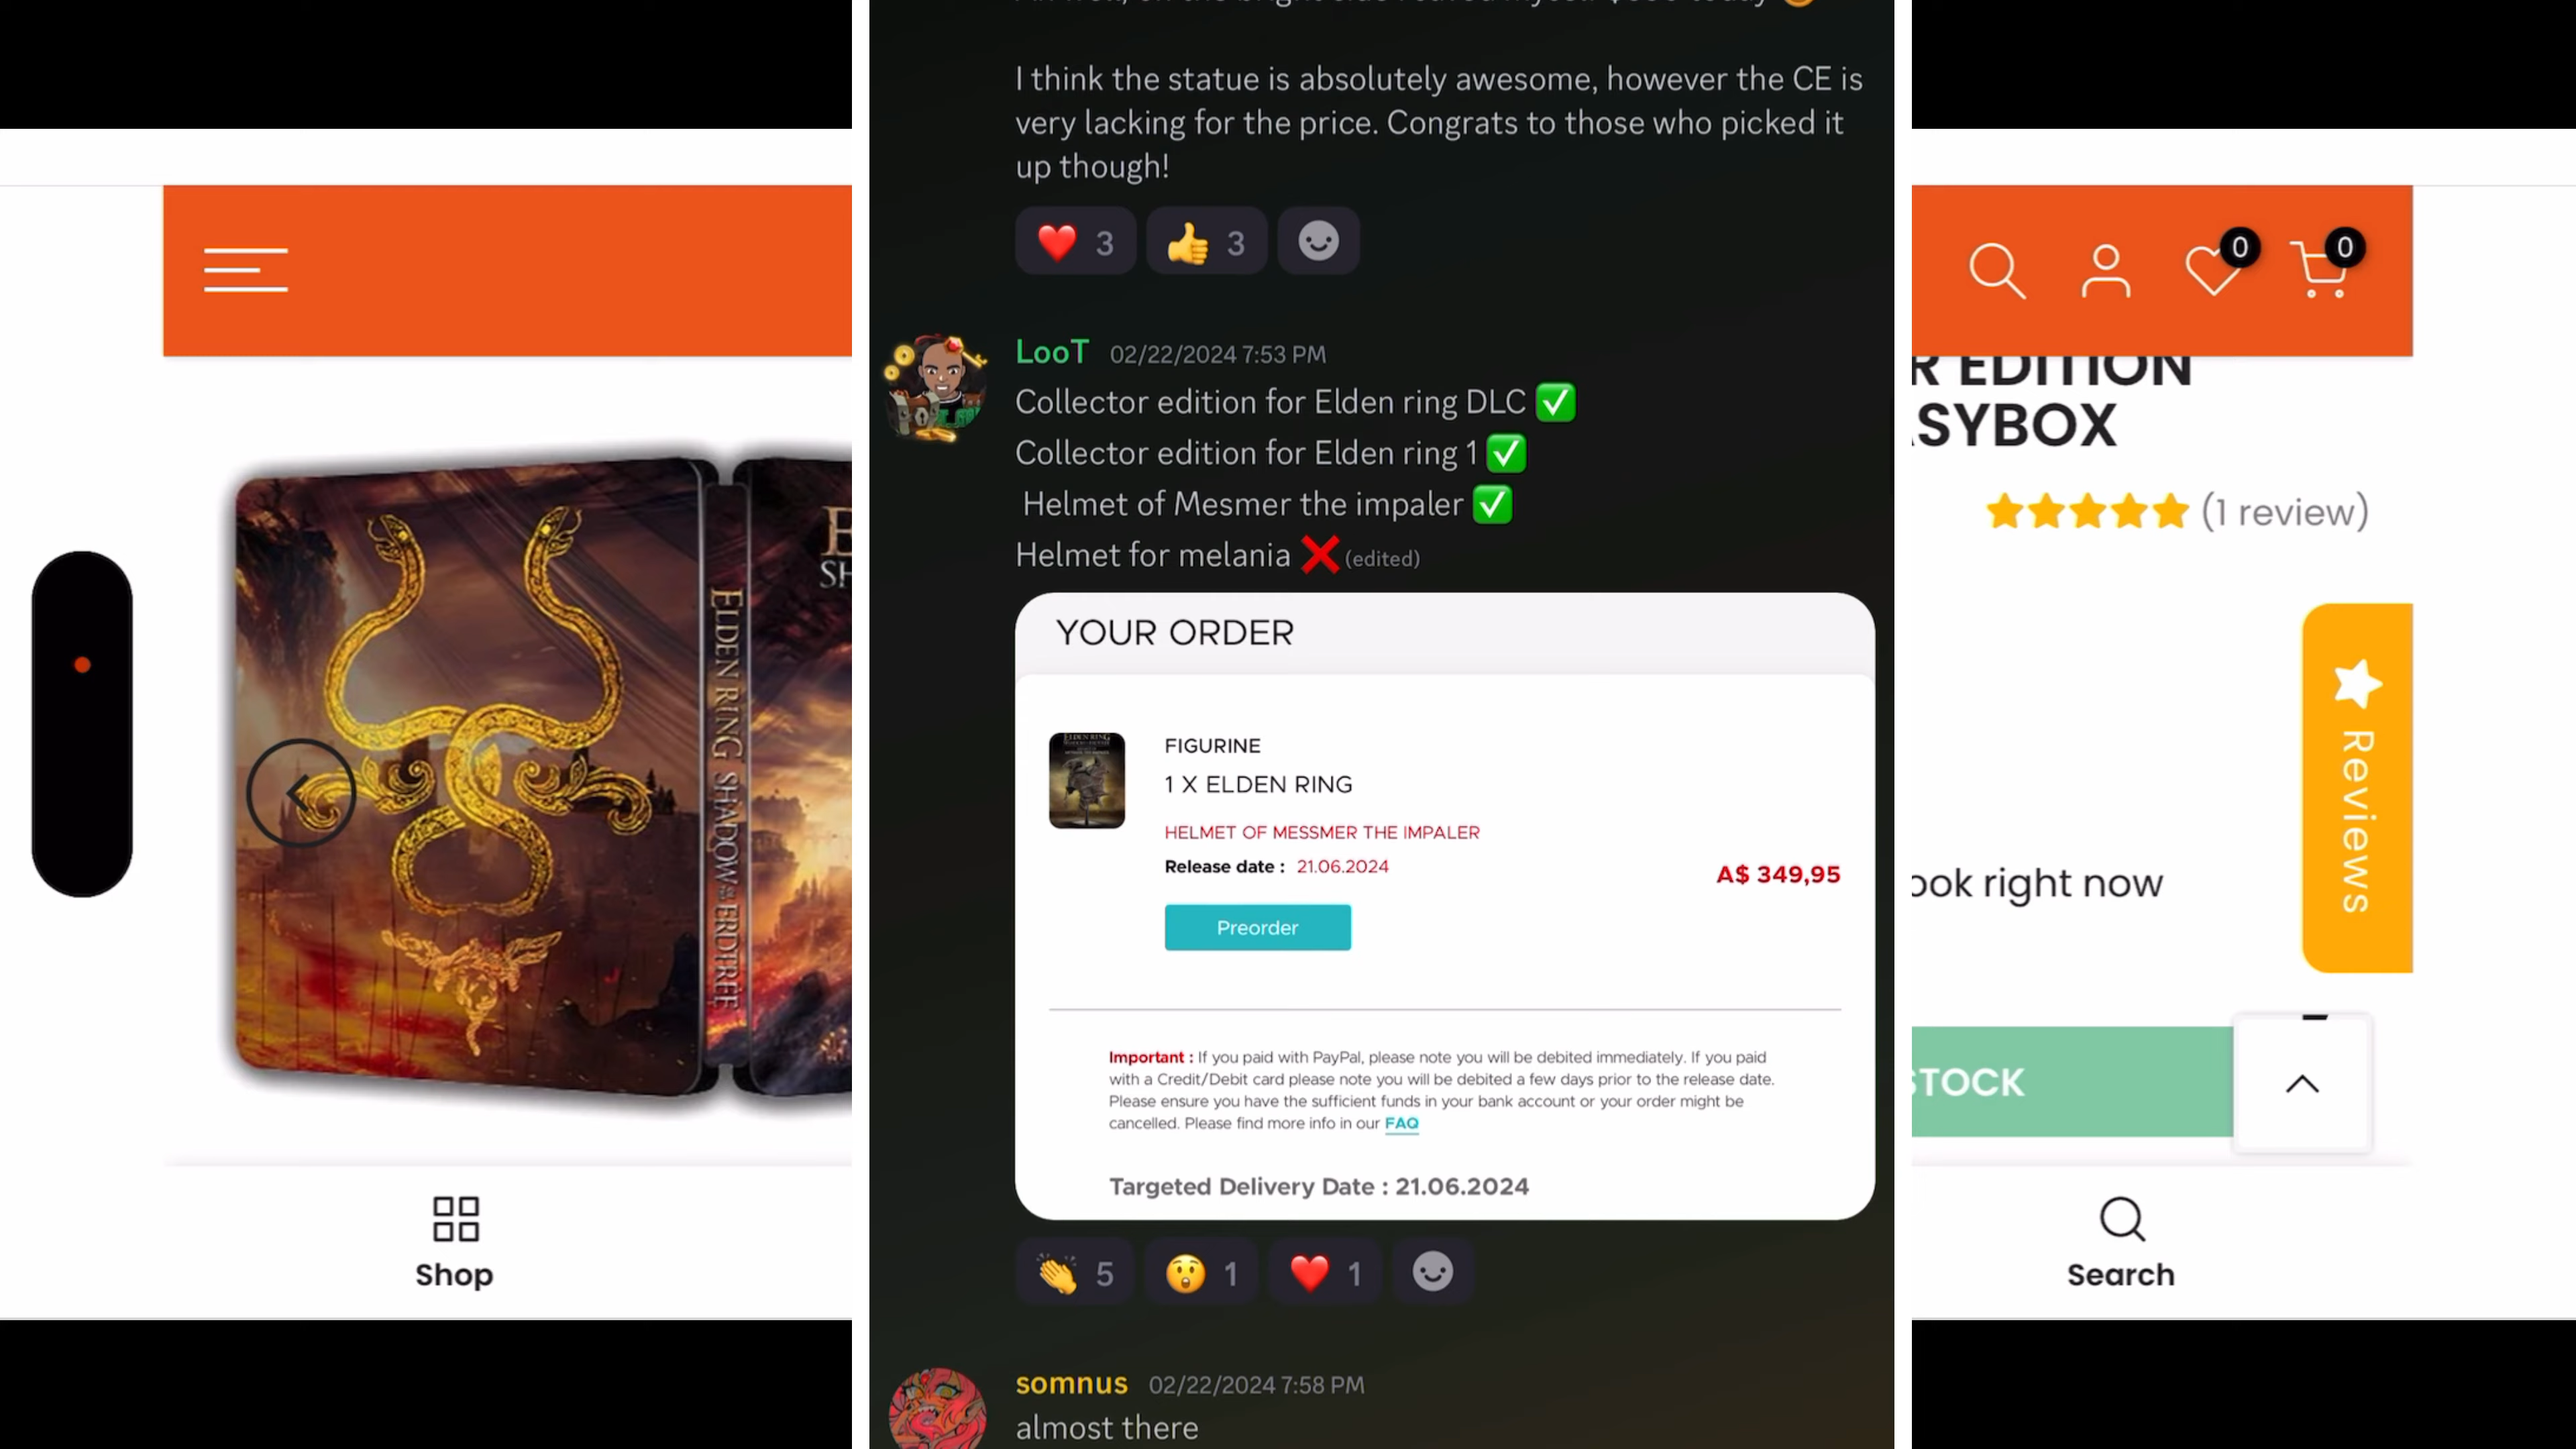 I think the statue is absolutely awesome, however the CE is
very lacking for the price. Congrats to those who picked it
up though!
❤️ 3 👍 3
LooT 02/22/2024 7:53 PM
Collector edition for Elden ring DLC ✅
Collector edition for Elden ring 1 ✅
Helmet of Mesmer the impaler ✅
Helmet for melania ❌ (edited)
YOUR ORDER
ELDEN RING
FIGURINE
1 X ELDEN RING
HELMET OF MESSMER THE IMPALER
Release date : 21.06.2024
A$ 349,95
Preorder
Important : If you paid with PayPal, please note you will be debited immediately. If you paid
with a Credit/Debit card please note you will be debited a few days prior to the release date.
Please ensure you have the sufficient funds in your bank account or your order might be
cancelled. Please find more info in our FAQ
Targeted Delivery Date : 21.06.2024
👏 5 😲 1 ❤️ 1
somnus 02/22/2024 7:58 PM
almost there
ELDEN RING SHADOW OF THE ERDTREE
E
SH
Shop
0
0
R EDITION
ASYBOX
(1 review)
Reviews
ook right now
STOCK
Search